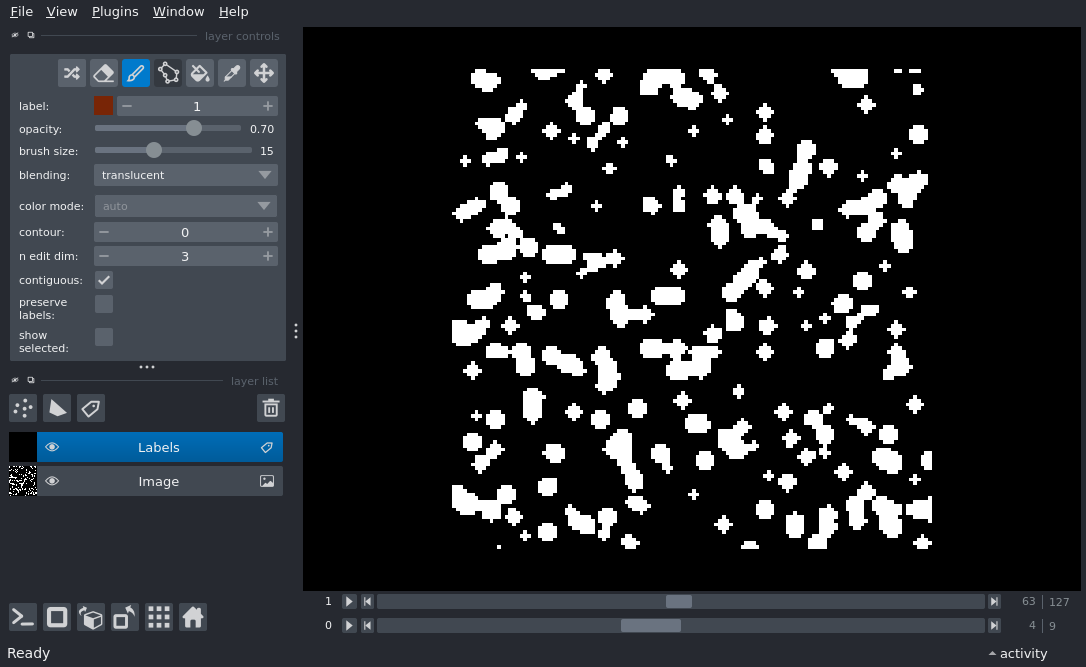 File View Plugins Window Help
layer controls
label: 1
opacity: 0.70
brush size: 15
blending: translucent
color mode: auto
contour: 0
n edit dim: 3
contiguous:
preserve
labels:
show
selected:
layer list
Labels
Image
1 63 127
0 4 9
Ready activity